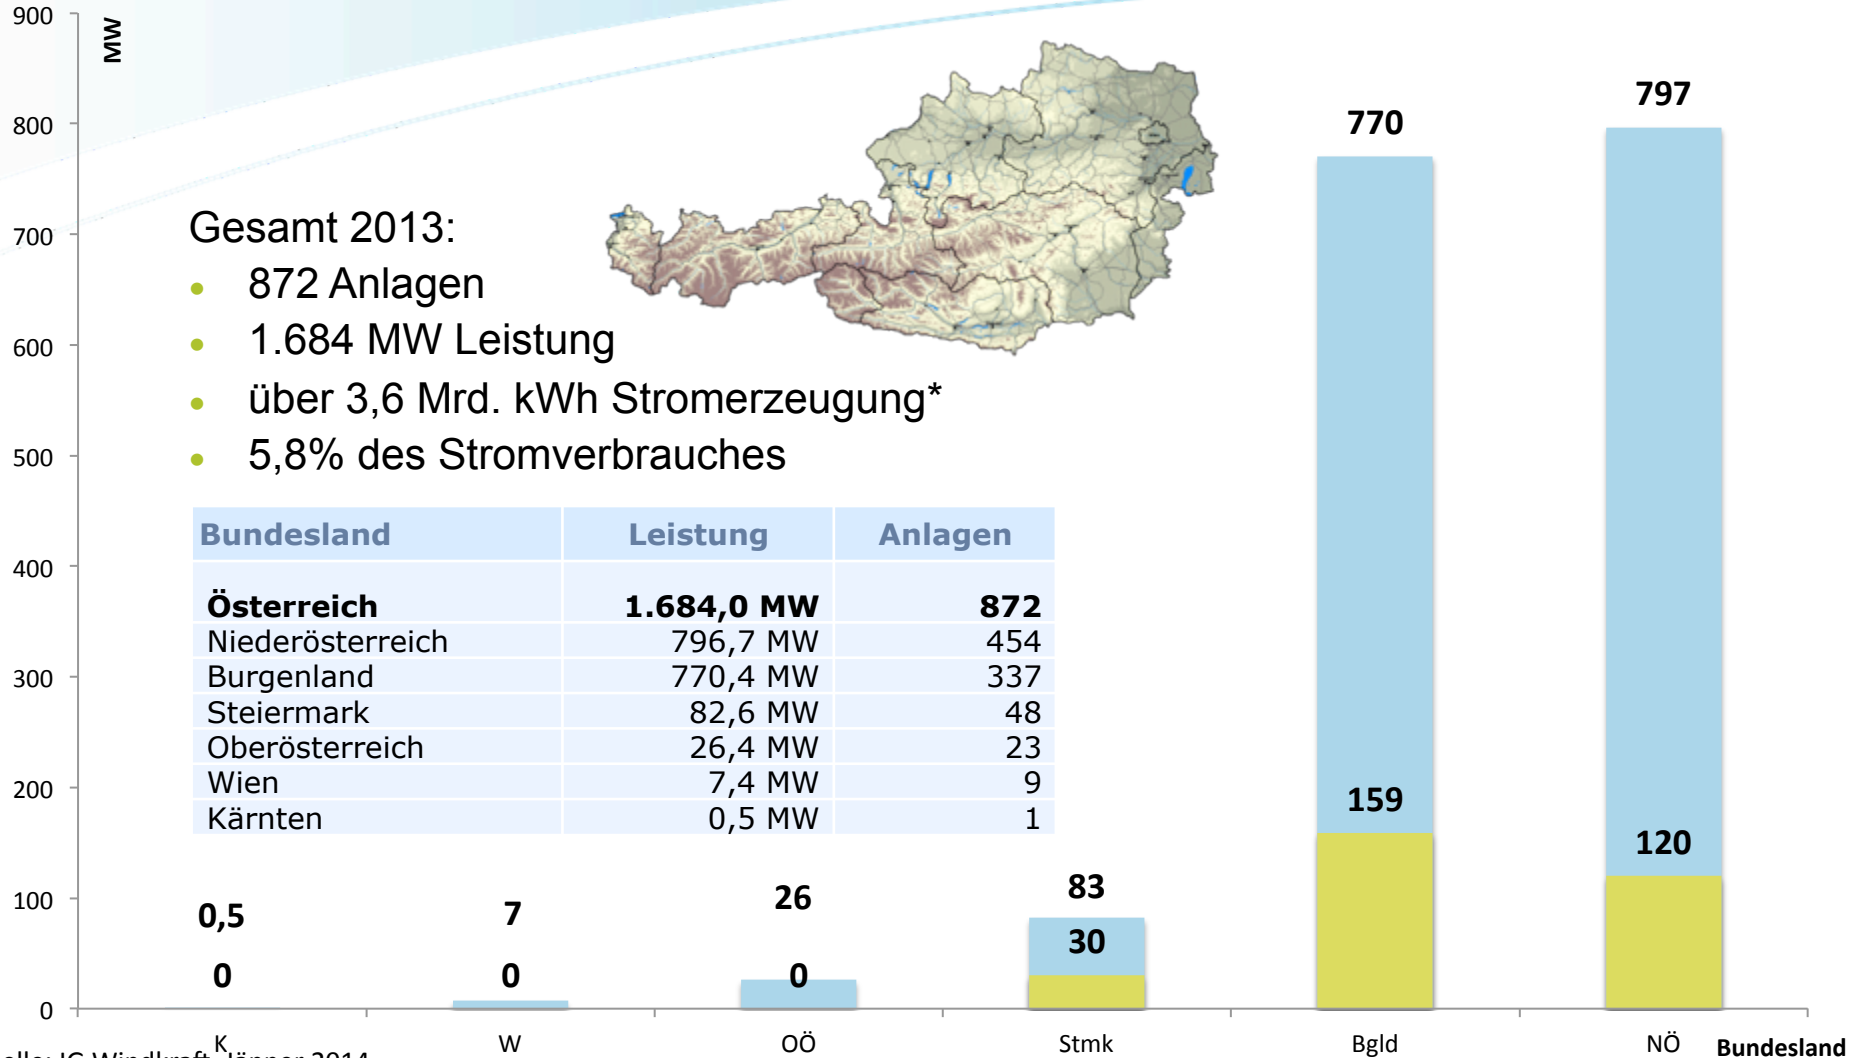 900
MW
800
700
600
500
400
300
200
100
0
Gesamt 2013:
• 872 Anlagen
• 1.684 MW Leistung
• über 3,6 Mrd. kWh Stromerzeugung*
• 5,8% des Stromverbrauches
Bundesland Leistung Anlagen
Österreich 1.684,0 MW 872
Niederösterreich 796,7 MW 454
Burgenland 770,4 MW 337
Steiermark 82,6 MW 48
Oberösterreich 26,4 MW 23
Wien 7,4 MW 9
Kärnten 0,5 MW 1
0,5
0
7
0
26
0
83
30
770
159
797
120
K W OÖ Stmk Bgld NÖ Bundesland
IG Windkraft, Jänner 2014